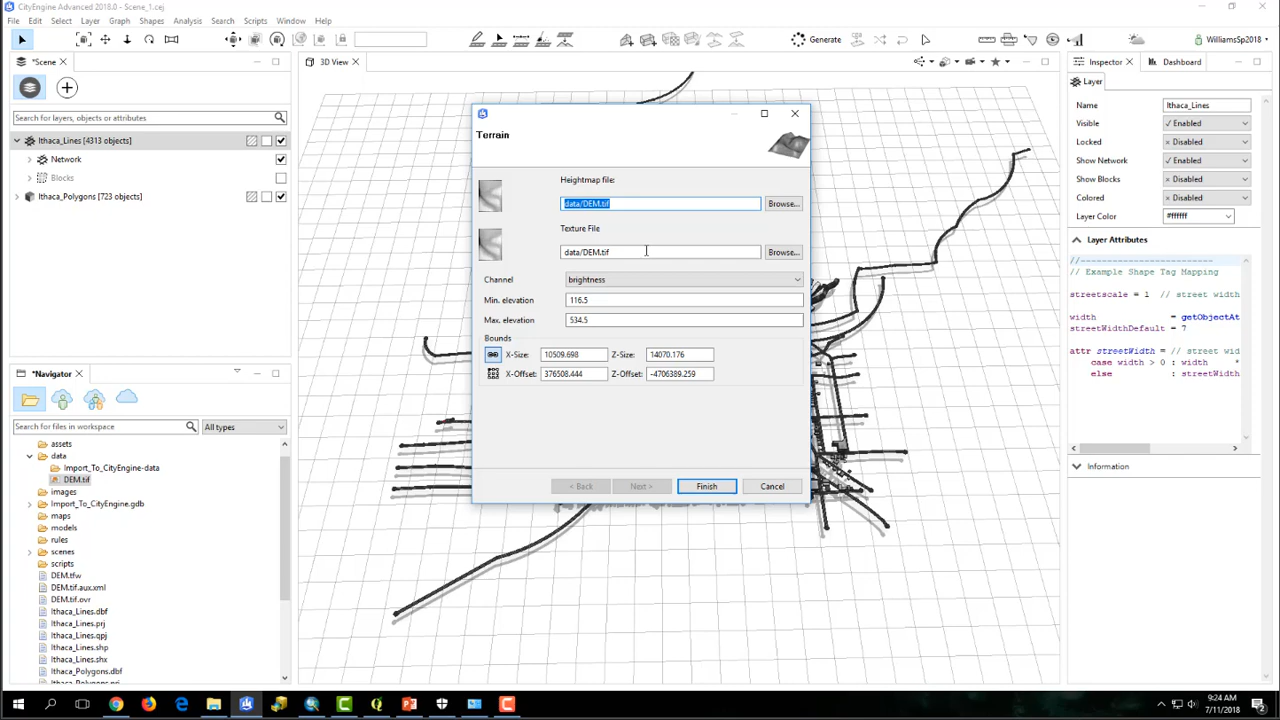 CityEngine Advanced 2018.0 - Scene_1.cej
File Edit Select Layer Graph Shapes Analysis Search Scripts Window Help
Generate
WilliamsSp2018
*Scene
3D View
Inspector
Dashboard
Layer
Search for layers, objects or attributes
Ithaca_Lines [4313 objects]
Network
Blocks
Ithaca_Polygons [723 objects]
*Navigator
Search for files in workspace
All types
assets
data
Import_To_CityEngine-data
DEM.tif
images
Import_To_CityEngine.gdb
maps
models
rules
scenes
scripts
DEM.tfw
DEM.tif.aux.xml
DEM.tif.ovr
Ithaca_Lines.dbf
Ithaca_Lines.prj
Ithaca_Lines.qpj
Ithaca_Lines.shp
Ithaca_Lines.shx
Ithaca_Polygons.dbf
Terrain
Heightmap file:
data/DEM.tif
Browse...
Texture File
data/DEM.tif
Browse...
Channel brightness
Min. elevation 116.5
Max. elevation 534.5
Bounds
X-Size: 10509.698 Z-Size: 14070.176
X-Offset: 376508.444 Z-Offset: -4706389.259
< Back Next > Finish Cancel
Name Ithaca_Lines
Visible Enabled
Locked Disabled
Show Network Enabled
Show Blocks Disabled
Colored Disabled
Layer Color #ffffff
Layer Attributes
//--------------------------------
// Example Shape Tag Mapping
streetscale = 1 // street width
width = getObjectAt
streetWidthDefault = 7
attr streetWidth = // street wid
case width > 0 : width *
else : streetWidth
Information
9:24 AM
7/11/2018